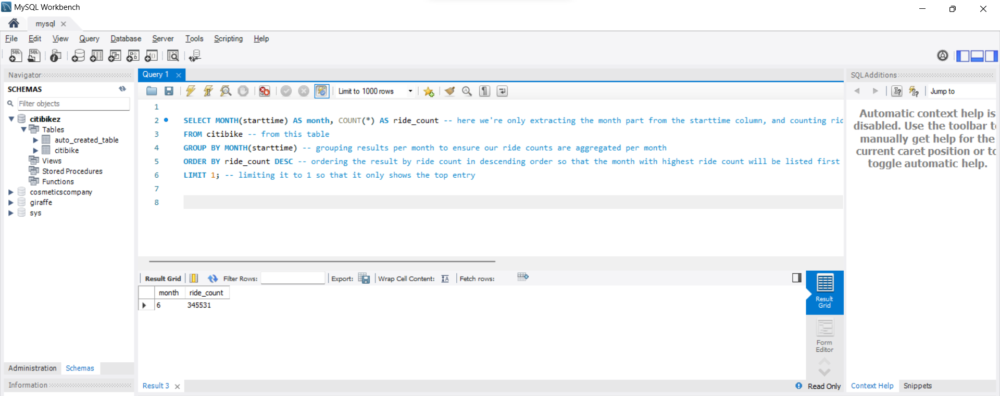 MySQL Workbench
mysql
File Edit View Query Database Server Tools Scripting Help
Navigator
SCHEMAS
Filter objects
citibikez
Tables
auto_created_table
citibike
Views
Stored Procedures
Functions
cosmeticscompany
giraffe
sys
Administration Schemas
Information
Query 1
Limit to 1000 rows
1
2 SELECT MONTH(starttime) AS month, COUNT(*) AS ride_count -- here we're only extracting the month part from the starttime column, and counting ric
3 FROM citibike -- from this table
4 GROUP BY MONTH(starttime) -- grouping results per month to ensure our ride counts are aggregated per month
5 ORDER BY ride_count DESC -- ordering the result by ride count in descending order so that the month with highest ride count will be listed first
6 LIMIT 1; -- limiting it to 1 so that it only shows the top entry
7
8
Result Grid Filter Rows: Export: Wrap Cell Content: Fetch rows:
month ride_count
6 345531
Result
Grid
Form
Editor
Result 3
Read Only
SQLAdditions
Jump to
Automatic context help is
disabled. Use the toolbar to
manually get help for the
current caret position or to
toggle automatic help.
Context Help Snippets